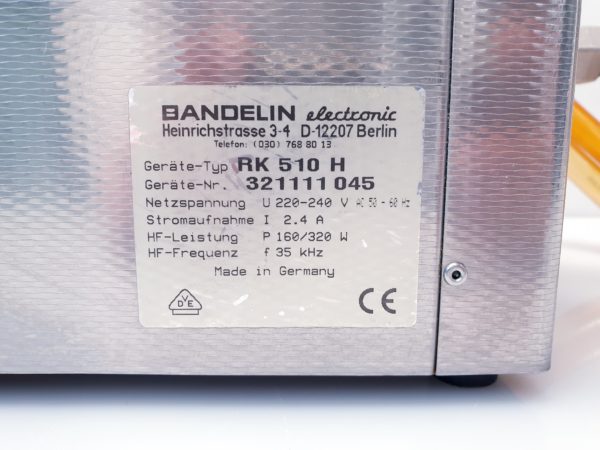 BANDELIN electronic
Heinrichstrasse 3-4 D-12207 Berlin
Telefon: (030) 768 80 13
Geräte-Typ RK 510 H
Geräte-Nr. 321111 045
Netzspannung U 220-240 V AC 50 - 60 Hz
Stromaufnahme I 2.4 A
HF-Leistung P 160/320 W
HF-Frequenz f 35 kHz
Made in Germany
VDE CE